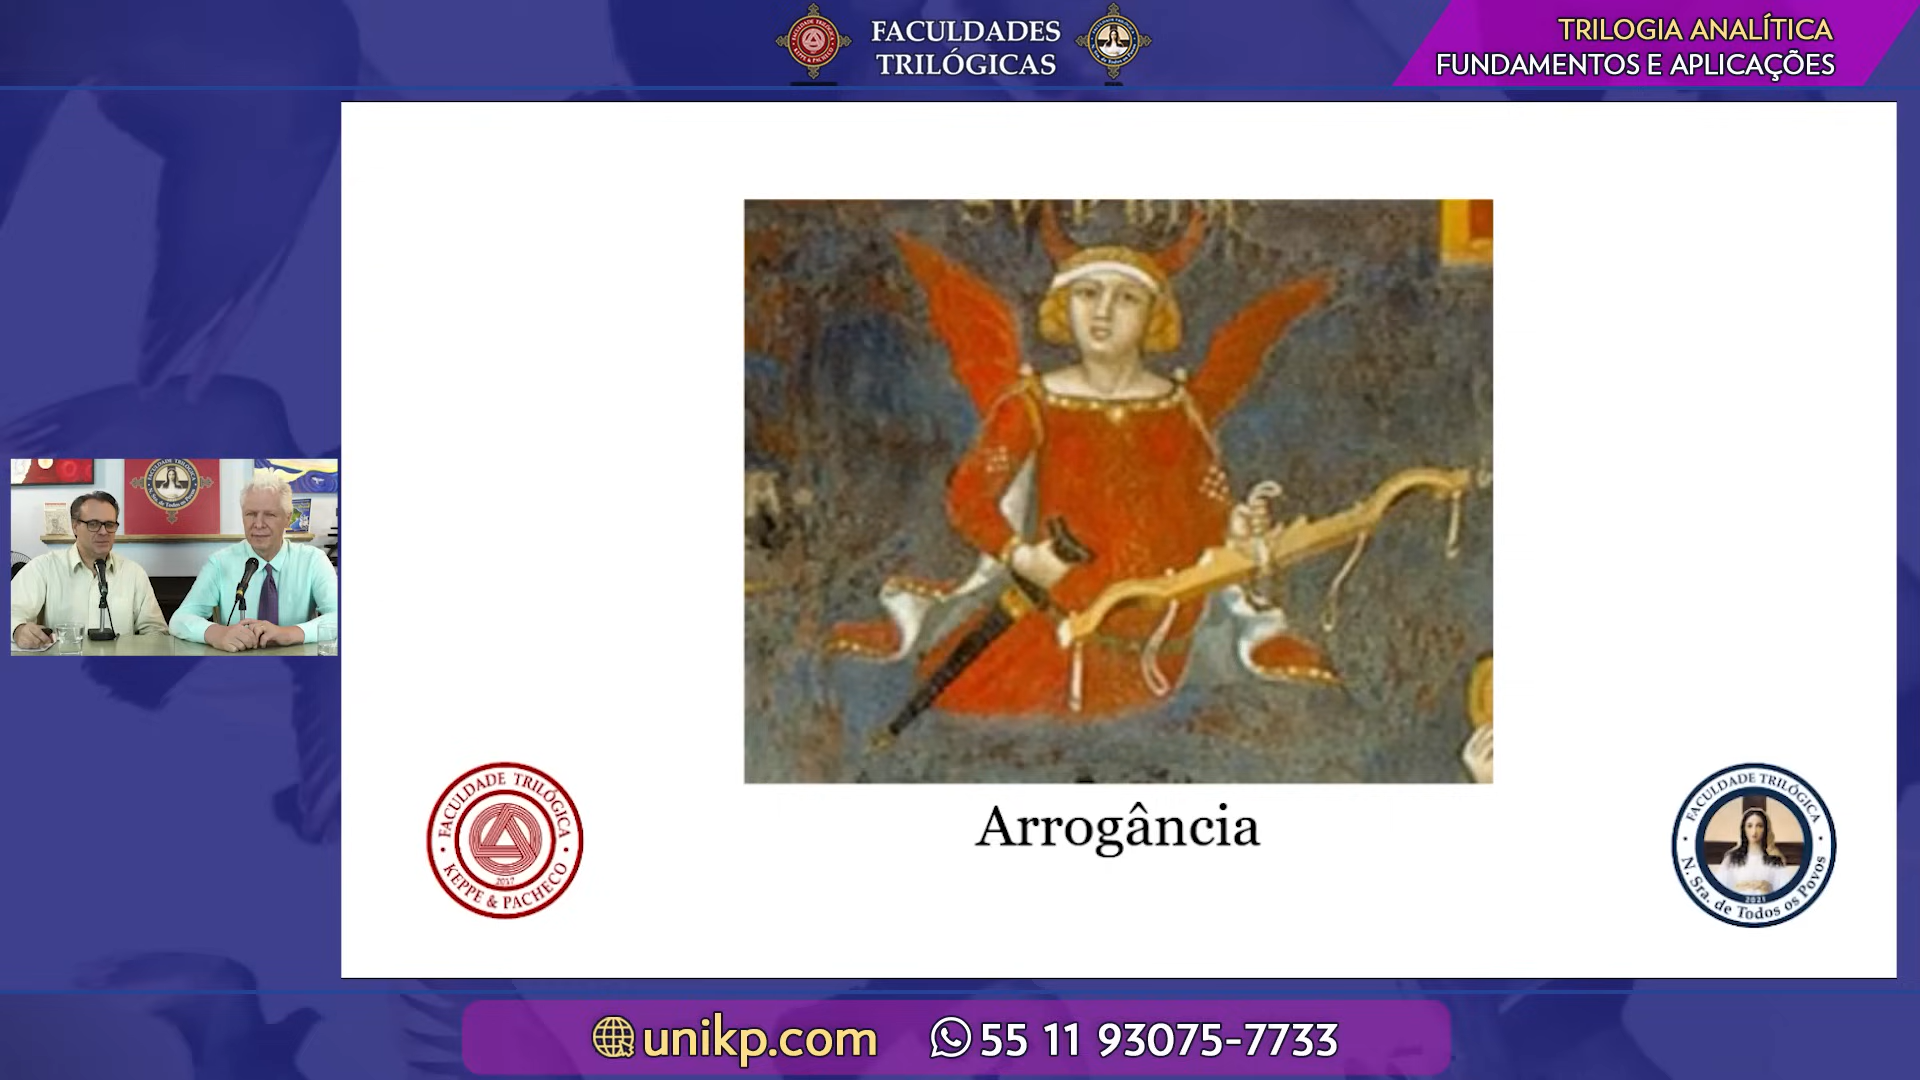 FACULDADES
TRILÓGICAS
TRILOGIA ANALÍTICA
FUNDAMENTOS E APLICAÇÕES
Arrogância
FACULDADE TRILÓGICA
KEPPE & PACHECO
2017
FACULDADE TRILÓGICA
N. Sra. de Todos os Povos
2021
unikp.com
55 11 93075-7733